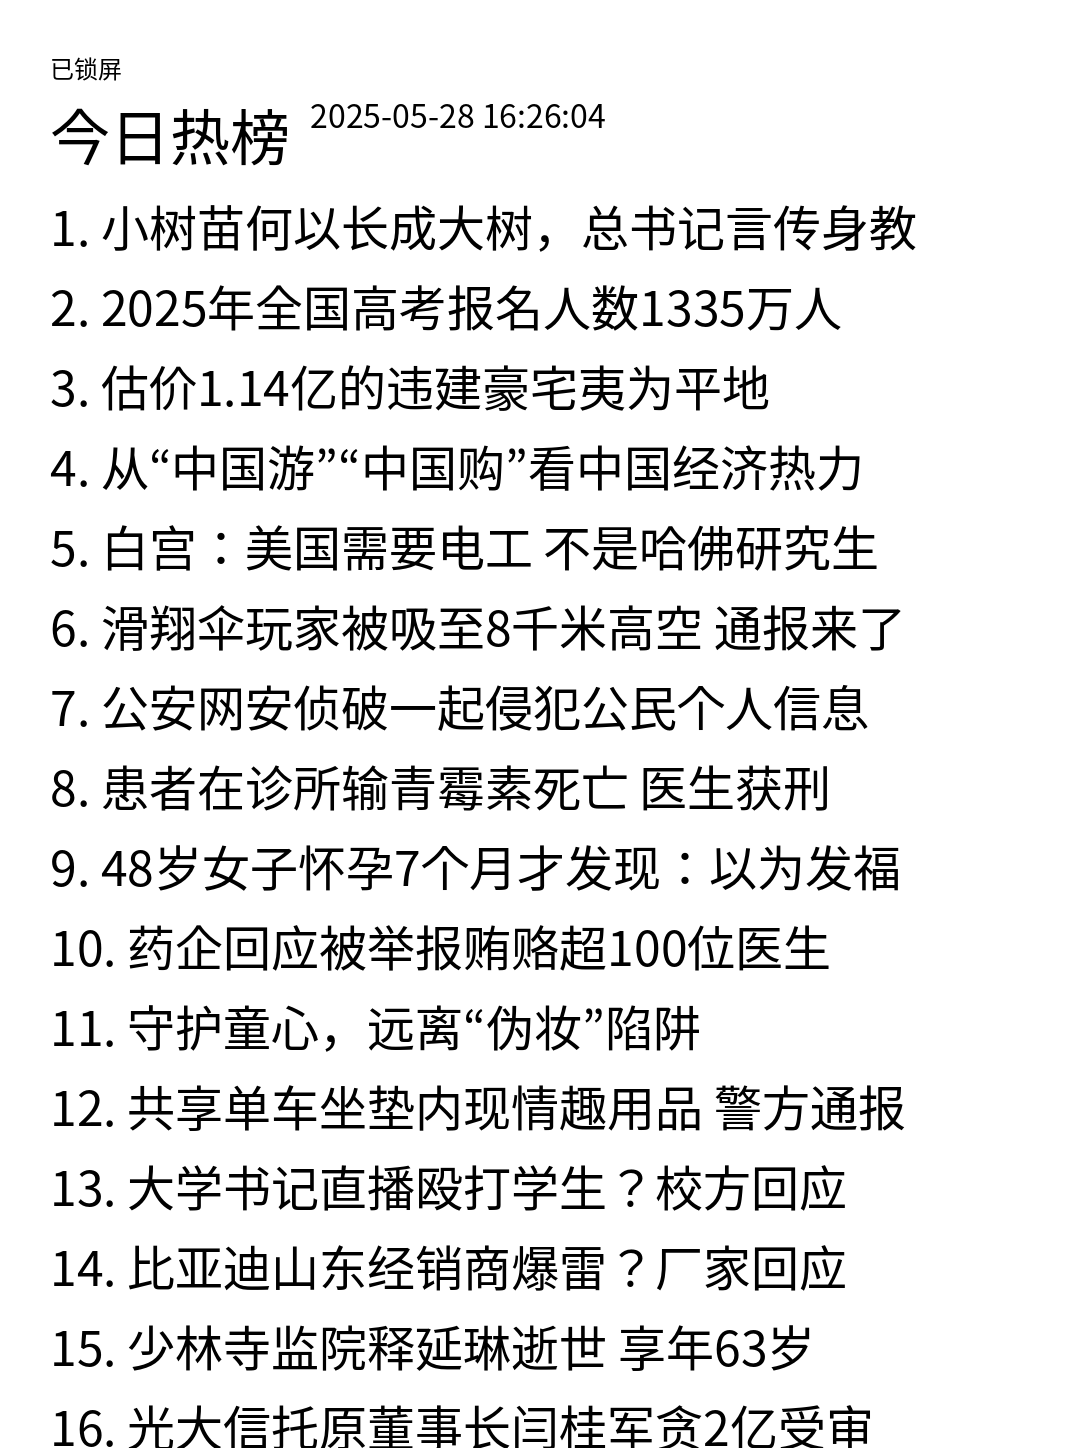 已锁屏
今日热榜 2025-05-28 16:26:04
1. 小树苗何以长成大树，总书记言传身教
2. 2025年全国高考报名人数1335万人
3. 估价1.14亿的违建豪宅夷为平地
4. 从“中国游”“中国购”看中国经济热力
5. 白宫：美国需要电工 不是哈佛研究生
6. 滑翔伞玩家被吸至8千米高空 通报来了
7. 公安网安侦破一起侵犯公民个人信息
8. 患者在诊所输青霉素死亡 医生获刑
9. 48岁女子怀孕7个月才发现：以为发福
10. 药企回应被举报贿赂超100位医生
11. 守护童心，远离“伪妆”陷阱
12. 共享单车坐垫内现情趣用品 警方通报
13. 大学书记直播殴打学生？校方回应
14. 比亚迪山东经销商爆雷？厂家回应
15. 少林寺监院释延琳逝世 享年63岁
16. 光大信托原董事长闫桂军贪2亿受审